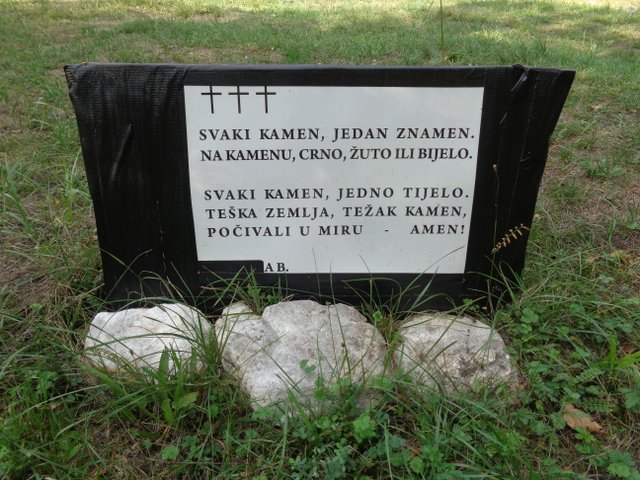 SVAKI KAMEN, JEDAN ZNAMEN.
NA KAMENU, CRNO, ŽUTO ILI BIJELO.
SVAKI KAMEN, JEDNO TIJELO.
TEŠKA ZEMLJA, TEŽAK KAMEN,
POČIVALI U MIRU - AMEN!
AB.